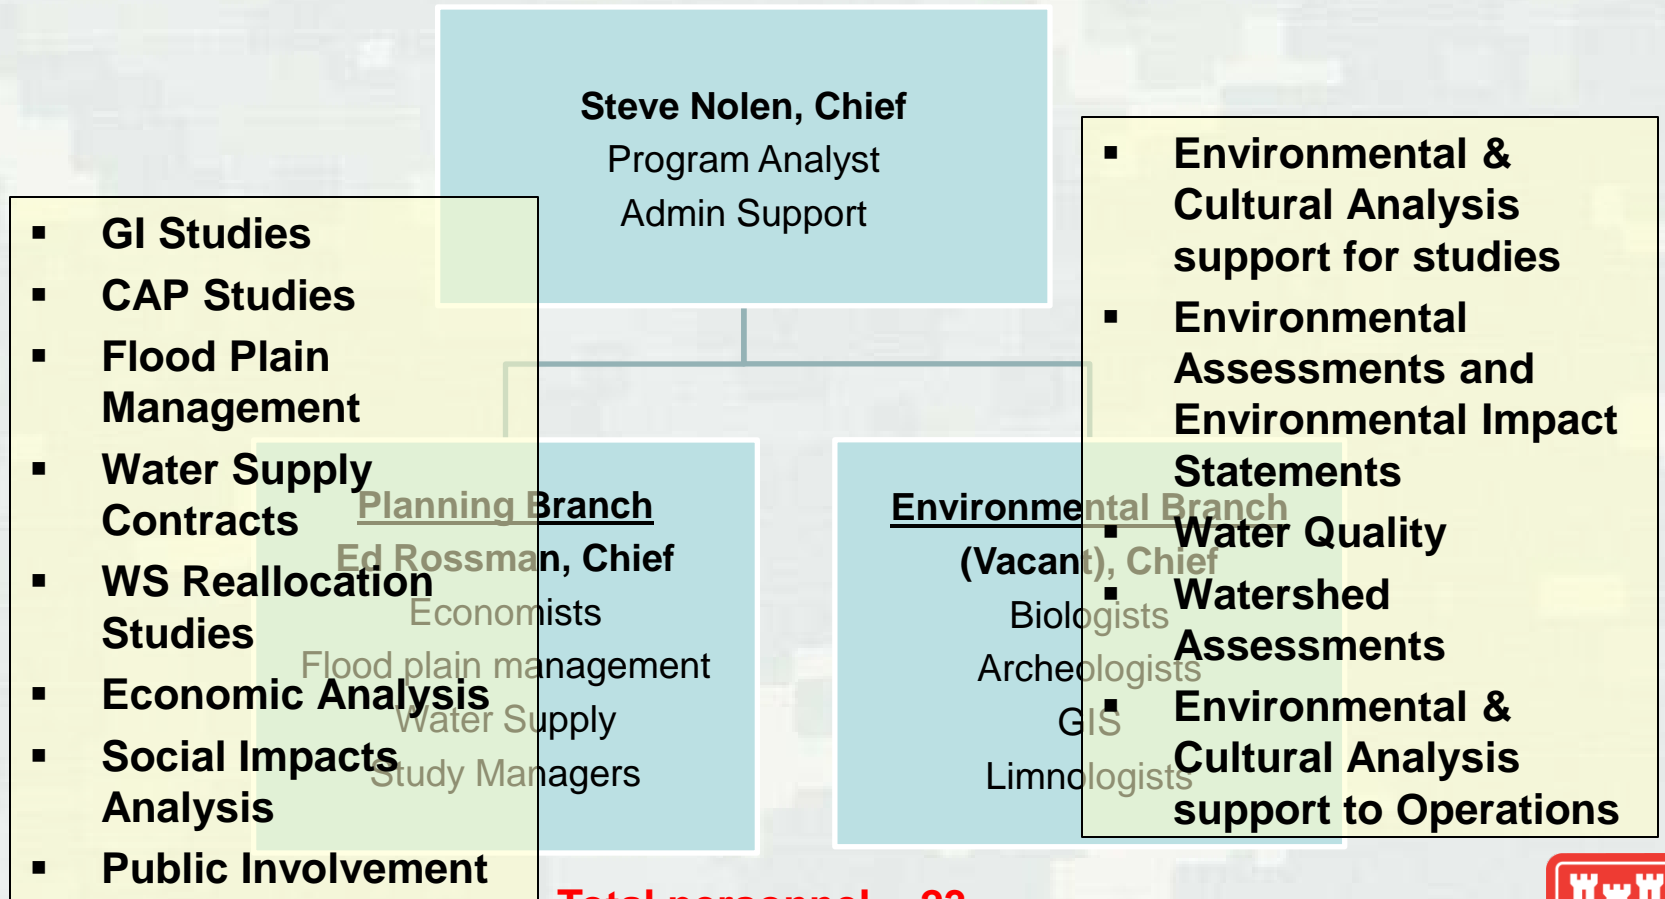 Steve Nolen, Chief
Program Analyst
Admin Support
▪ GI Studies
▪ CAP Studies
▪ Flood Plain
Management
▪ Water Supply
Contracts
▪ WS Reallocation
Studies
▪ Economic Analysis
▪ Social Impacts
Analysis
▪ Public Involvement
Planning Branch
Ed Rossman, Chief
Economists
Flood plain management
Water Supply
Study Managers
Environmental Branch
(Vacant), Chief
Biologists
Archeologists
GIS
Limnologists
▪ Environmental &
Cultural Analysis
support for studies
▪ Environmental
Assessments and
Environmental Impact
Statements
▪ Water Quality
▪ Watershed
Assessments
▪ Environmental &
Cultural Analysis
support to Operations
Total personnel